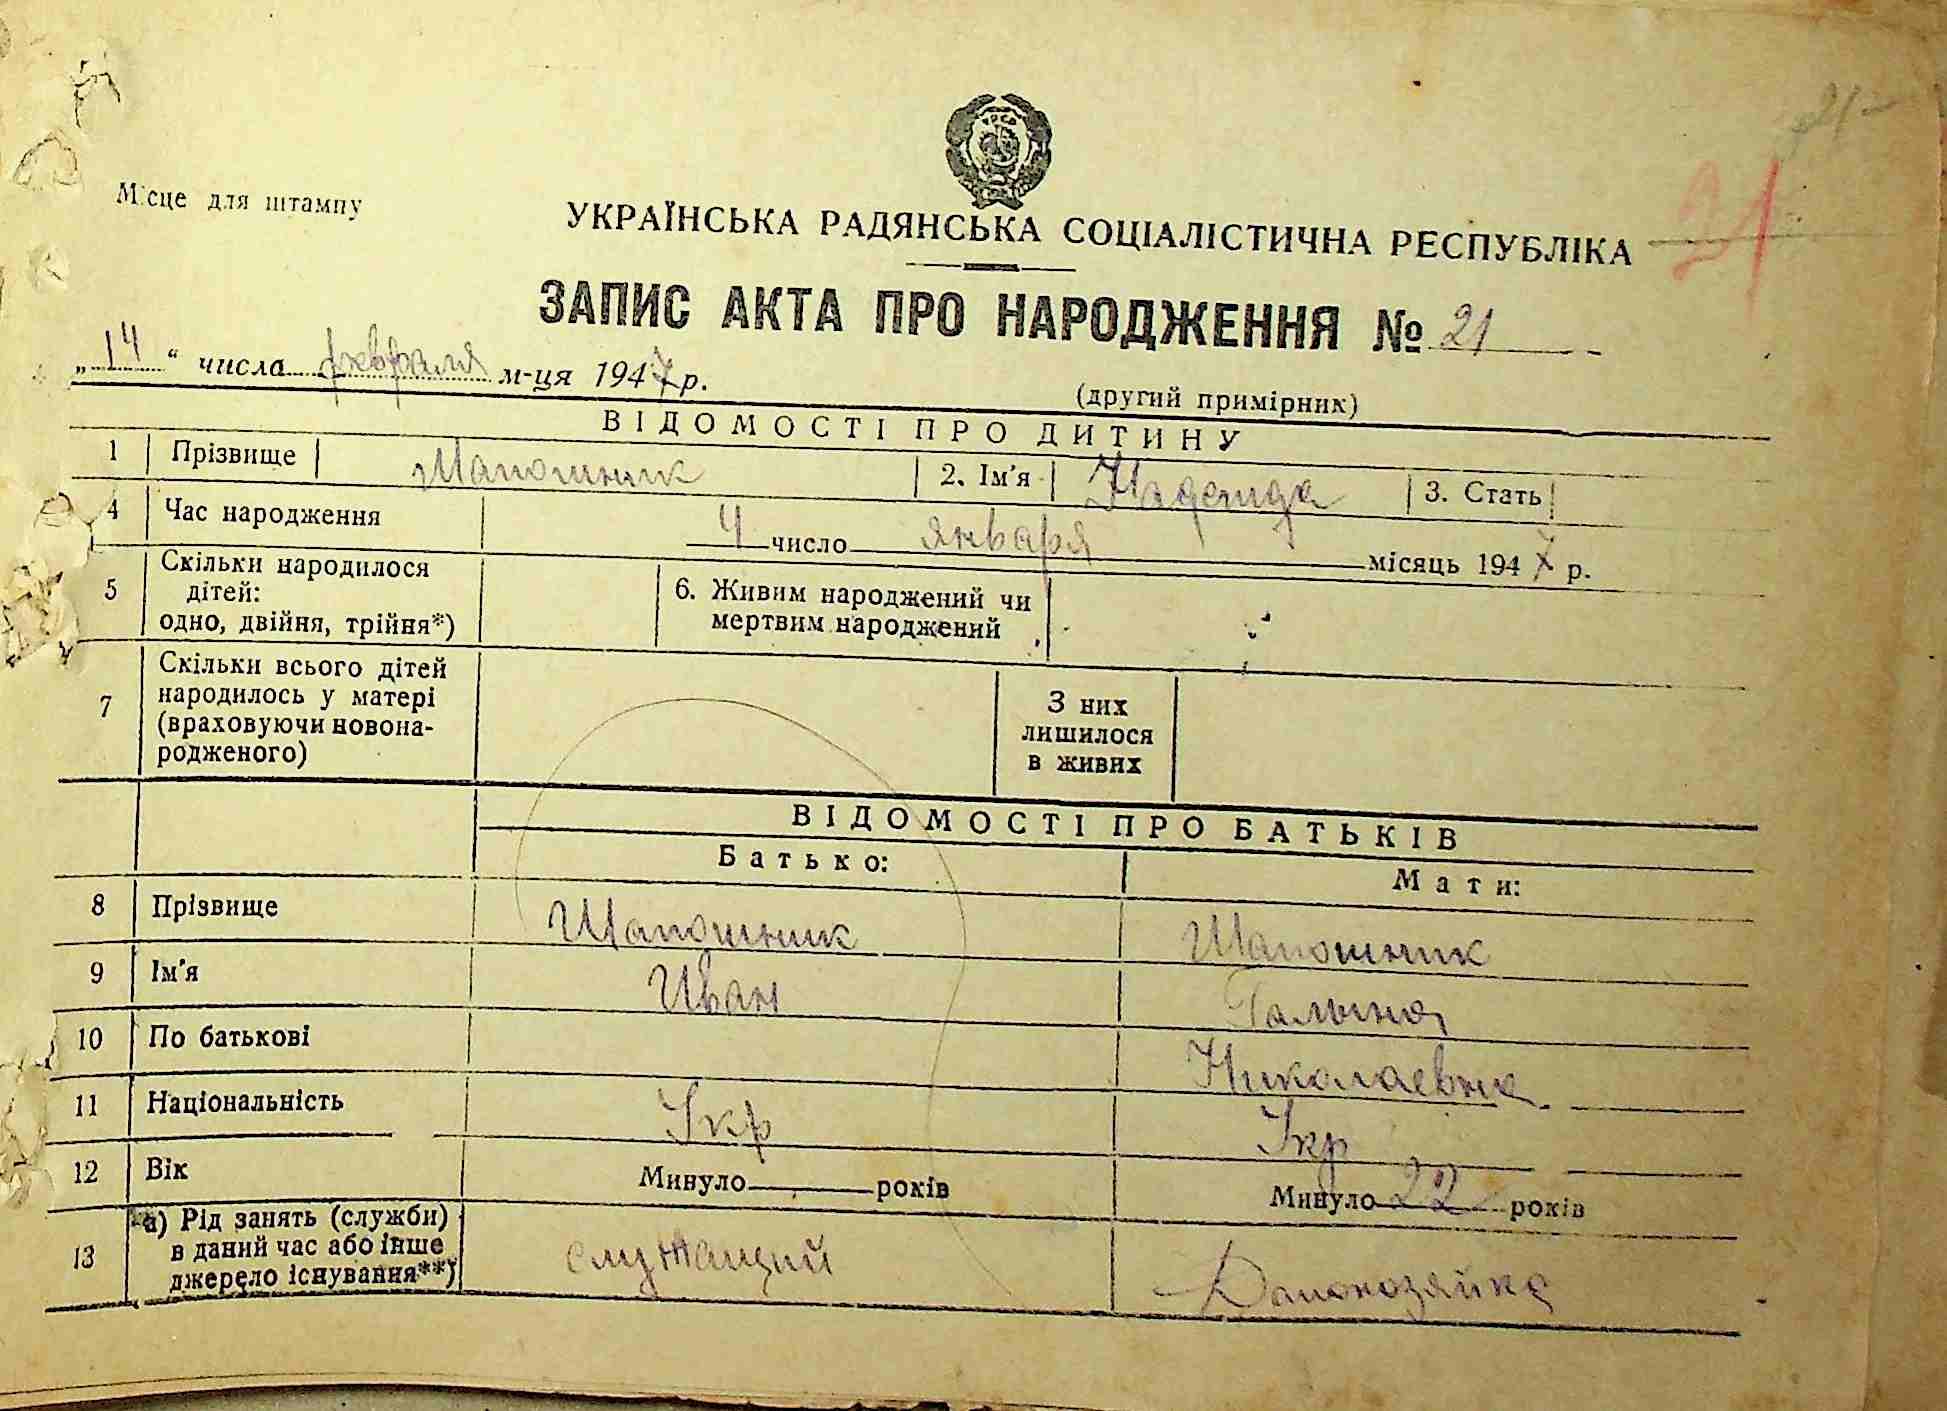 21
Місце для штампу
УКРАЇНСЬКА РАДЯНСЬКА СОЦІАЛІСТИЧНА РЕСПУБЛІКА
21
ЗАПИС АКТА ПРО НАРОДЖЕННЯ № 21
„14“ числа февраля м-ця 1947 р.
(другий примірник)
ВІДОМОСТІ ПРО ДИТИНУ
1 Прізвище Шапошник 2. Ім'я Надежда 3. Стать
4 Час народження 4 число января місяць 1947 р.
5 Скільки народилося
дітей:
одно, двійня, трійня*)
6. Живим народжений чи
мертвим народжений
7 Скільки всього дітей
народилось у матері
(враховуючи новона-
родженого)
З них
лишилося
в живих
ВІДОМОСТІ ПРО БАТЬКІВ
Батько: Мати:
8 Прізвище Шапошник Шапошник
9 Ім'я Иван Галина
10 По батькові Николаевна
11 Національність Укр Укр
12 Вік Минуло років Минуло 22 років
13 а) Рід занять (служби)
в даний час або інше
джерело існування**)
служащий Домохозяйка